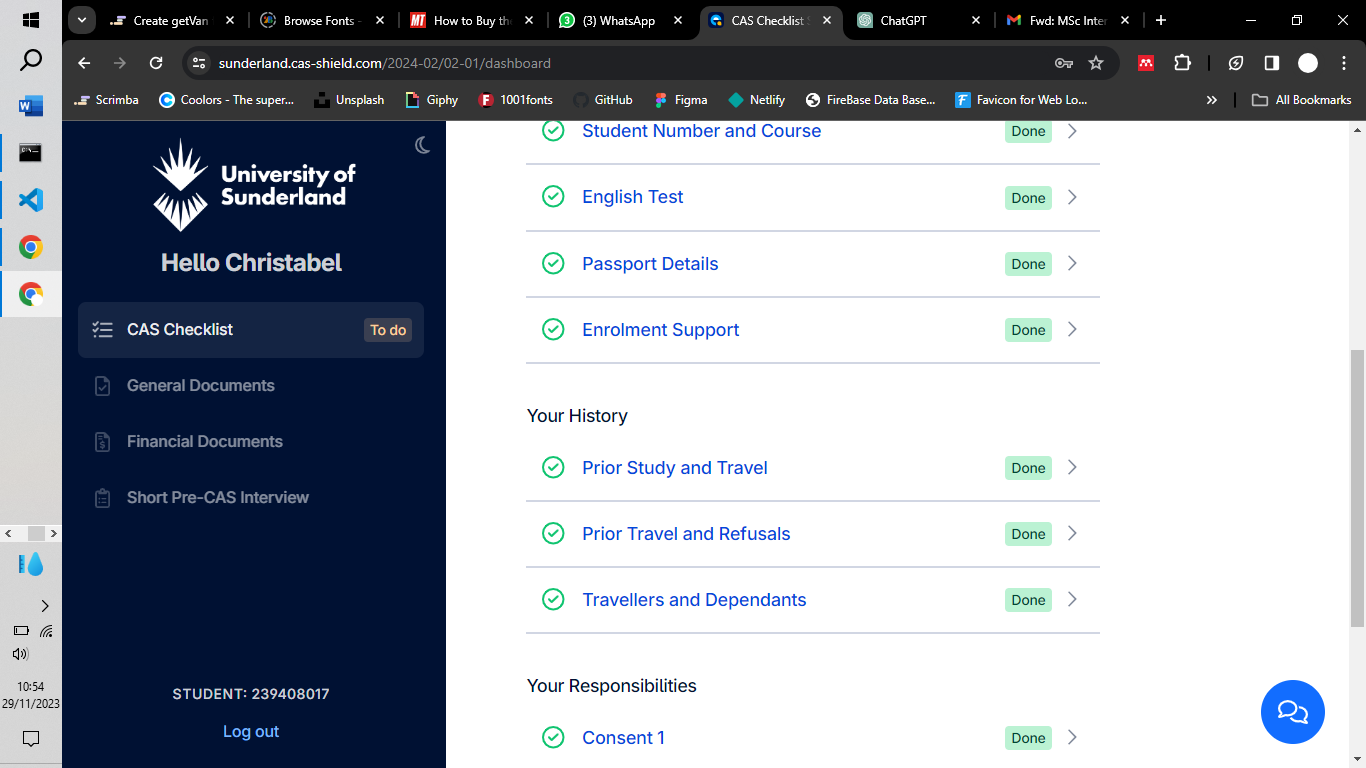 Create getVan
Browse Fonts -
How to Buy the
(3) WhatsApp
CAS Checklist
ChatGPT
Fwd: MSc Inter
sunderland.cas-shield.com/2024-02/02-01/dashboard
Scrimba
Coolors - The super...
Unsplash
Giphy
1001fonts
GitHub
Figma
Netlify
FireBase Data Base...
Favicon for Web Lo...
»
All Bookmarks
University of
Sunderland
Hello Christabel
CAS Checklist To do
General Documents
Financial Documents
Short Pre-CAS Interview
STUDENT: 239408017
Log out
Student Number and Course Done
English Test Done
Passport Details Done
Enrolment Support Done
Your History
Prior Study and Travel Done
Prior Travel and Refusals Done
Travellers and Dependants Done
Your Responsibilities
Consent 1 Done
10:54
29/11/2023